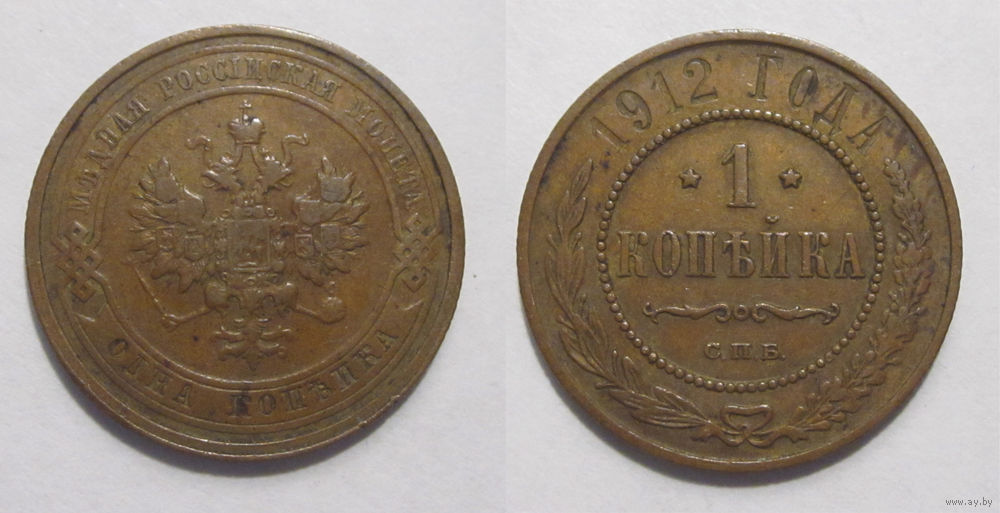 МѢДНАЯ РОССІЙСКАЯ МОНЕТА
ОДНА КОПѢЙКА
1912 ГОДА
1
КОПѢЙКА
С.П.Б.
www.ay.by